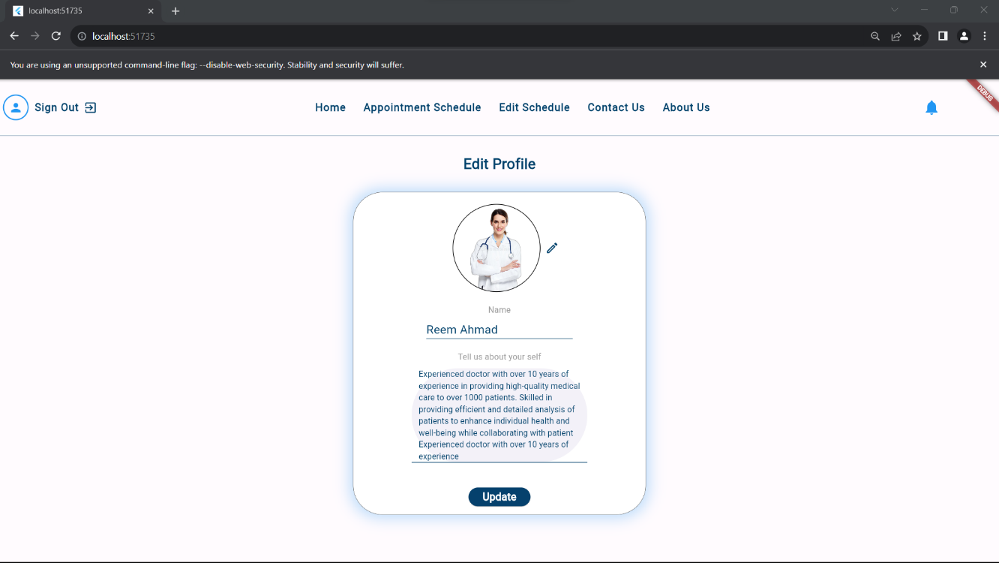 localhost:51735
localhost:51735
You are using an unsupported command-line flag: --disable-web-security. Stability and security will suffer.
DEBUG
Sign Out
Home Appointment Schedule Edit Schedule Contact Us About Us
Edit Profile
Name
Reem Ahmad
Tell us about your self
Experienced doctor with over 10 years of
experience in providing high-quality medical
care to over 1000 patients. Skilled in
providing efficient and detailed analysis of
patients to enhance individual health and
well-being while collaborating with patient
Experienced doctor with over 10 years of
experience
Update